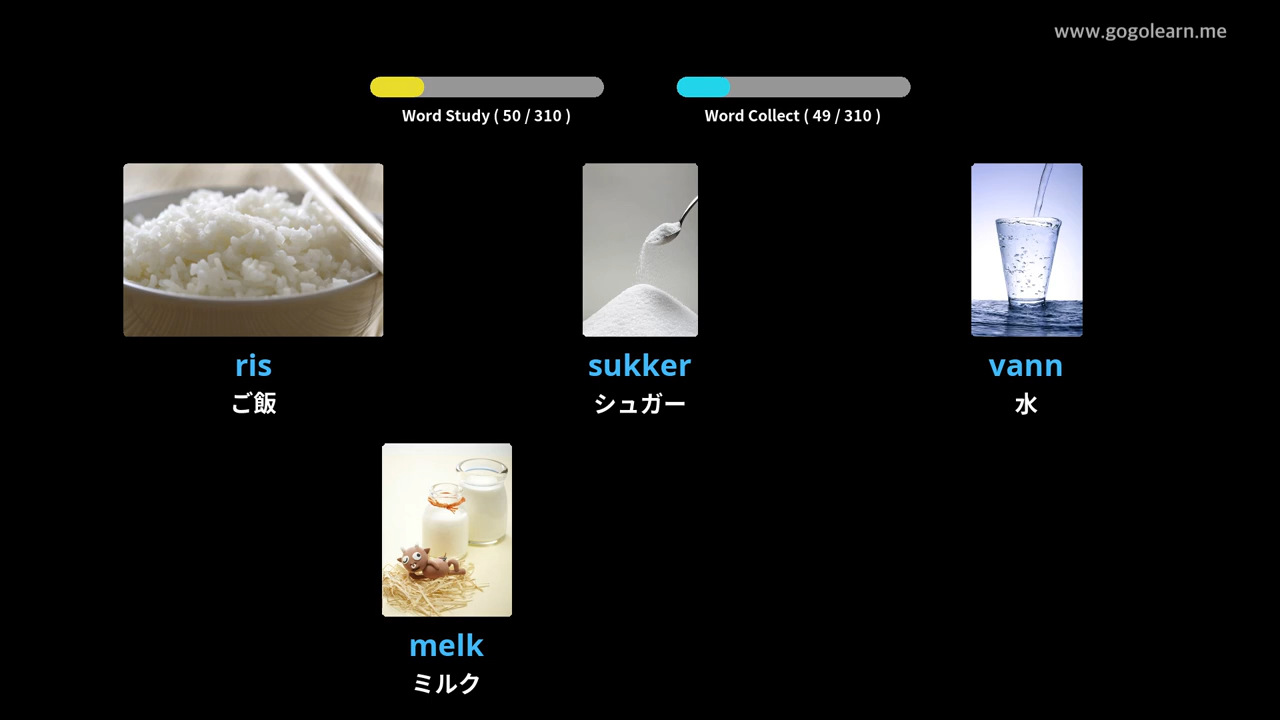 www.gogolearn.me
Word Study ( 50 / 310 )
Word Collect ( 49 / 310 )
ris
ご飯
sukker
シュガー
vann
水
melk
ミルク